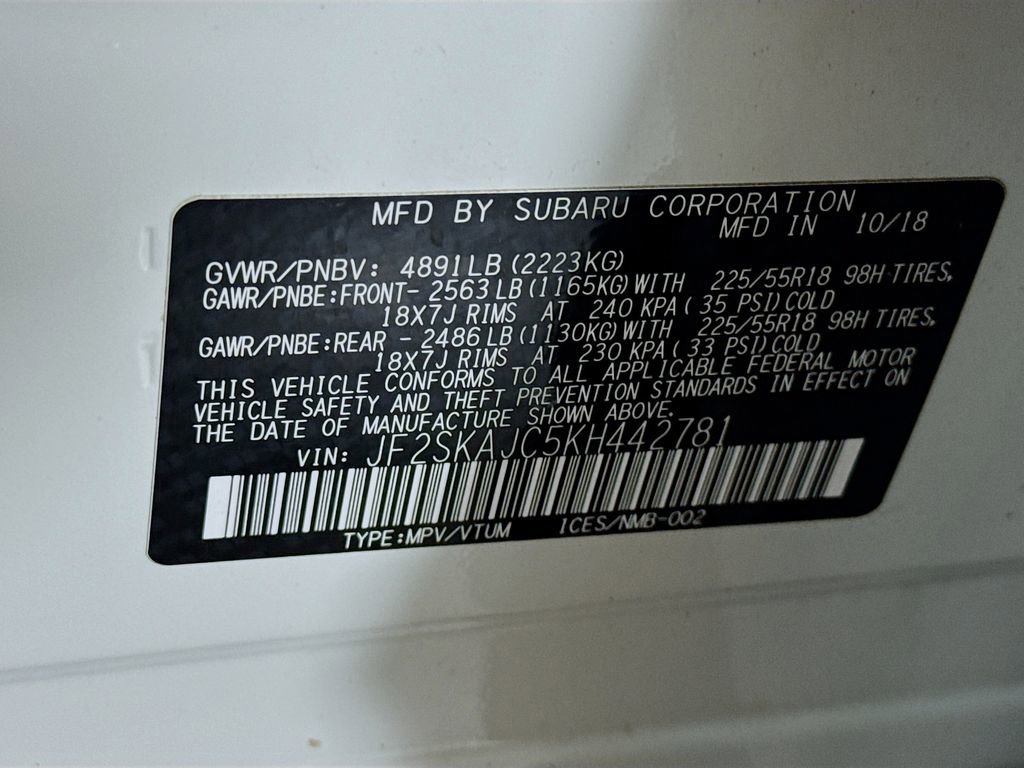 MFD BY SUBARU CORPORATION
MFD IN 10/18
GVWR/PNBV: 4891LB (2223KG)
GAWR/PNBE:FRONT- 2563LB (1165KG) WITH 225/55R18 98H TIRES,
18X7J RIMS AT 240 KPA ( 35 PSI) COLD
GAWR/PNBE:REAR - 2486LB (1130KG) WITH 225/55R18 98H TIRES,
18X7J RIMS AT 230 KPA ( 33 PSI) COLD
THIS VEHICLE CONFORMS TO ALL APPLICABLE FEDERAL MOTOR
VEHICLE SAFETY AND THEFT PREVENTION STANDARDS IN EFFECT ON
THE DATE OF MANUFACTURE SHOWN ABOVE.
VIN: JF2SKAJC5KH442781
TYPE:MPV/VTUM ICES/NMB-002